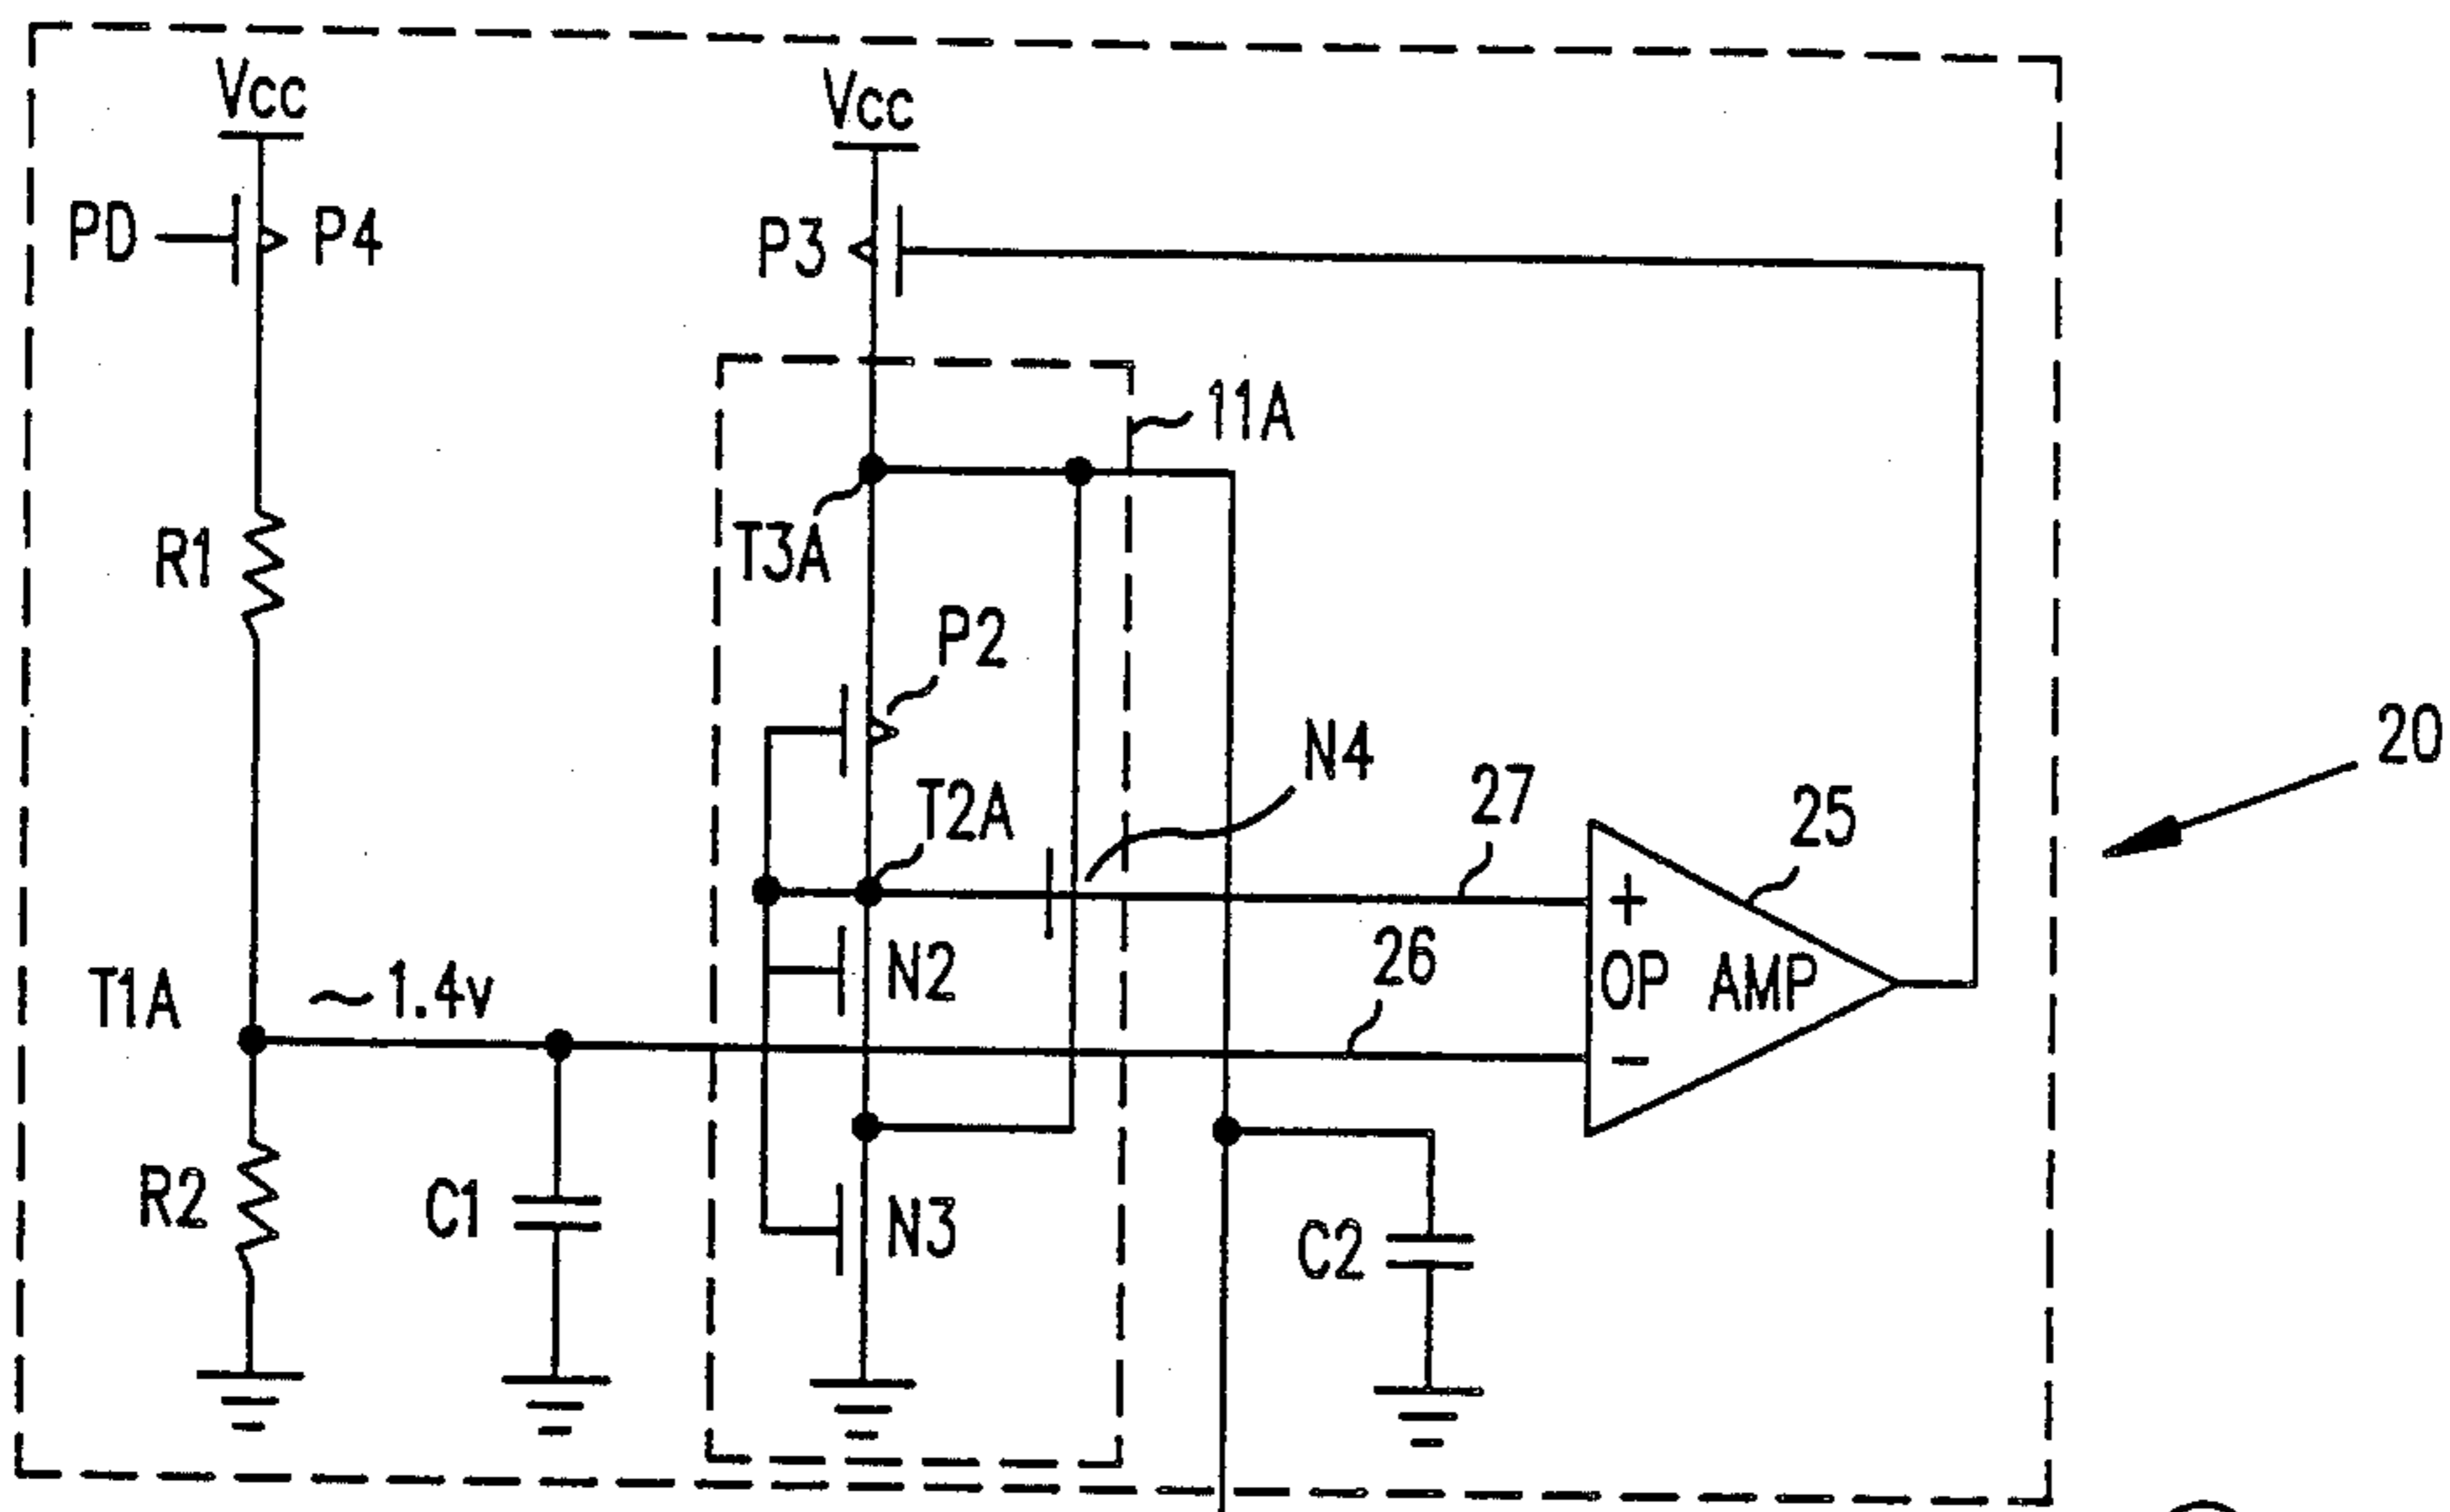 Vcc
Vcc
PD
P4
P3
11A
R1
T3A
P2
N4
20
T2A
27
25
+
N2
26
OP AMP
T1A
~1.4v
-
R2
C1
N3
C2